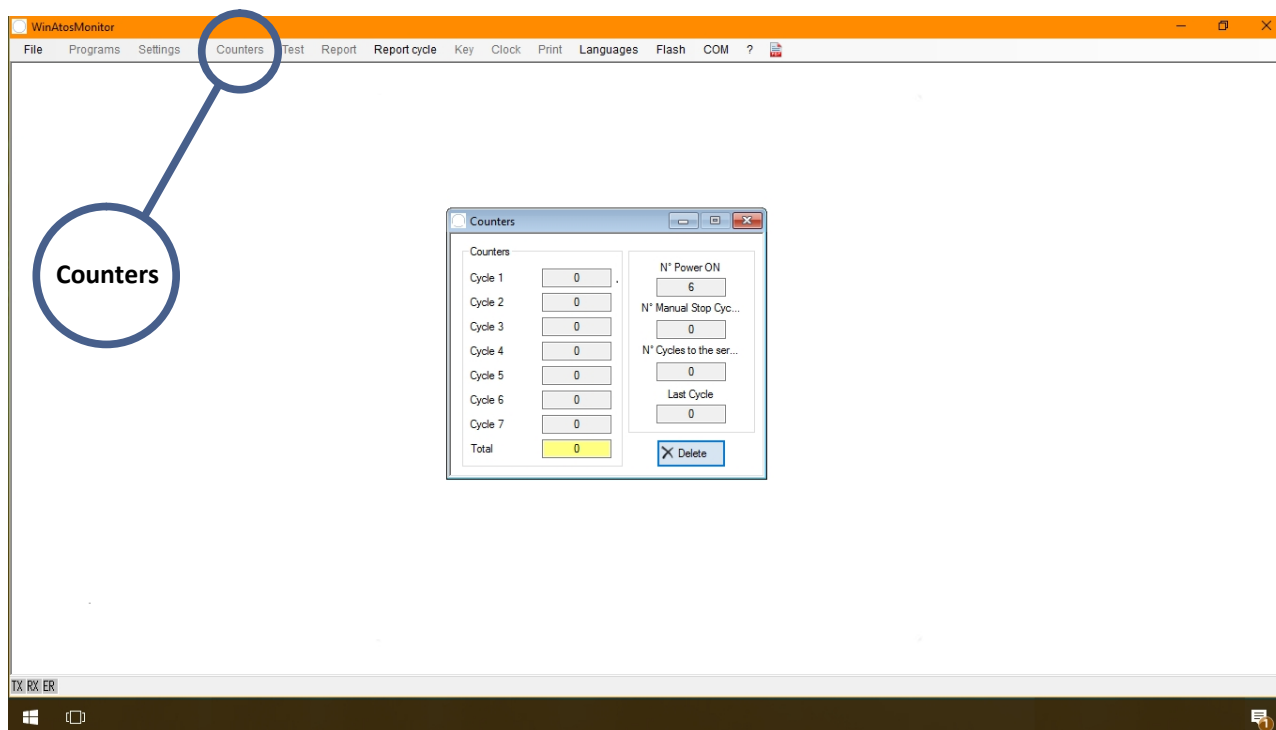 WinAtosMonitor
File Programs Settings Counters Test Report Report cycle Key Clock Print Languages Flash COM ?
Counters
Counters
Counters
Cycle 1 0 .
Cycle 2 0
Cycle 3 0
Cycle 4 0
Cycle 5 0
Cycle 6 0
Cycle 7 0
Total 0
N° Power ON
6
N° Manual Stop Cyc...
0
N° Cycles to the ser...
0
Last Cycle
0
Delete
TX RX ER
1